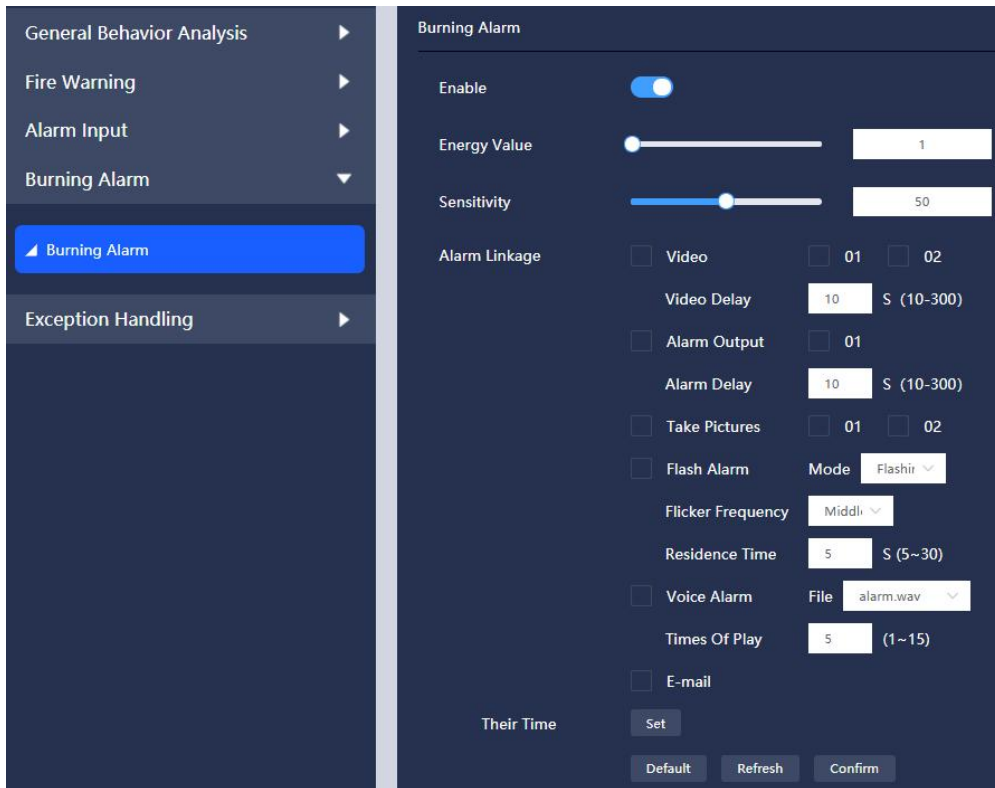 General Behavior Analysis
Fire Warning
Alarm Input
Burning Alarm
Burning Alarm
Exception Handling
Burning Alarm
Enable
Energy Value 1
Sensitivity 50
Alarm Linkage Video 01 02
Video Delay 10 S (10-300)
Alarm Output 01
Alarm Delay 10 S (10-300)
Take Pictures 01 02
Flash Alarm Mode Flashin
Flicker Frequency Middle
Residence Time 5 S (5~30)
Voice Alarm File alarm.wav
Times Of Play 5 (1~15)
E-mail
Their Time Set
Default Refresh Confirm